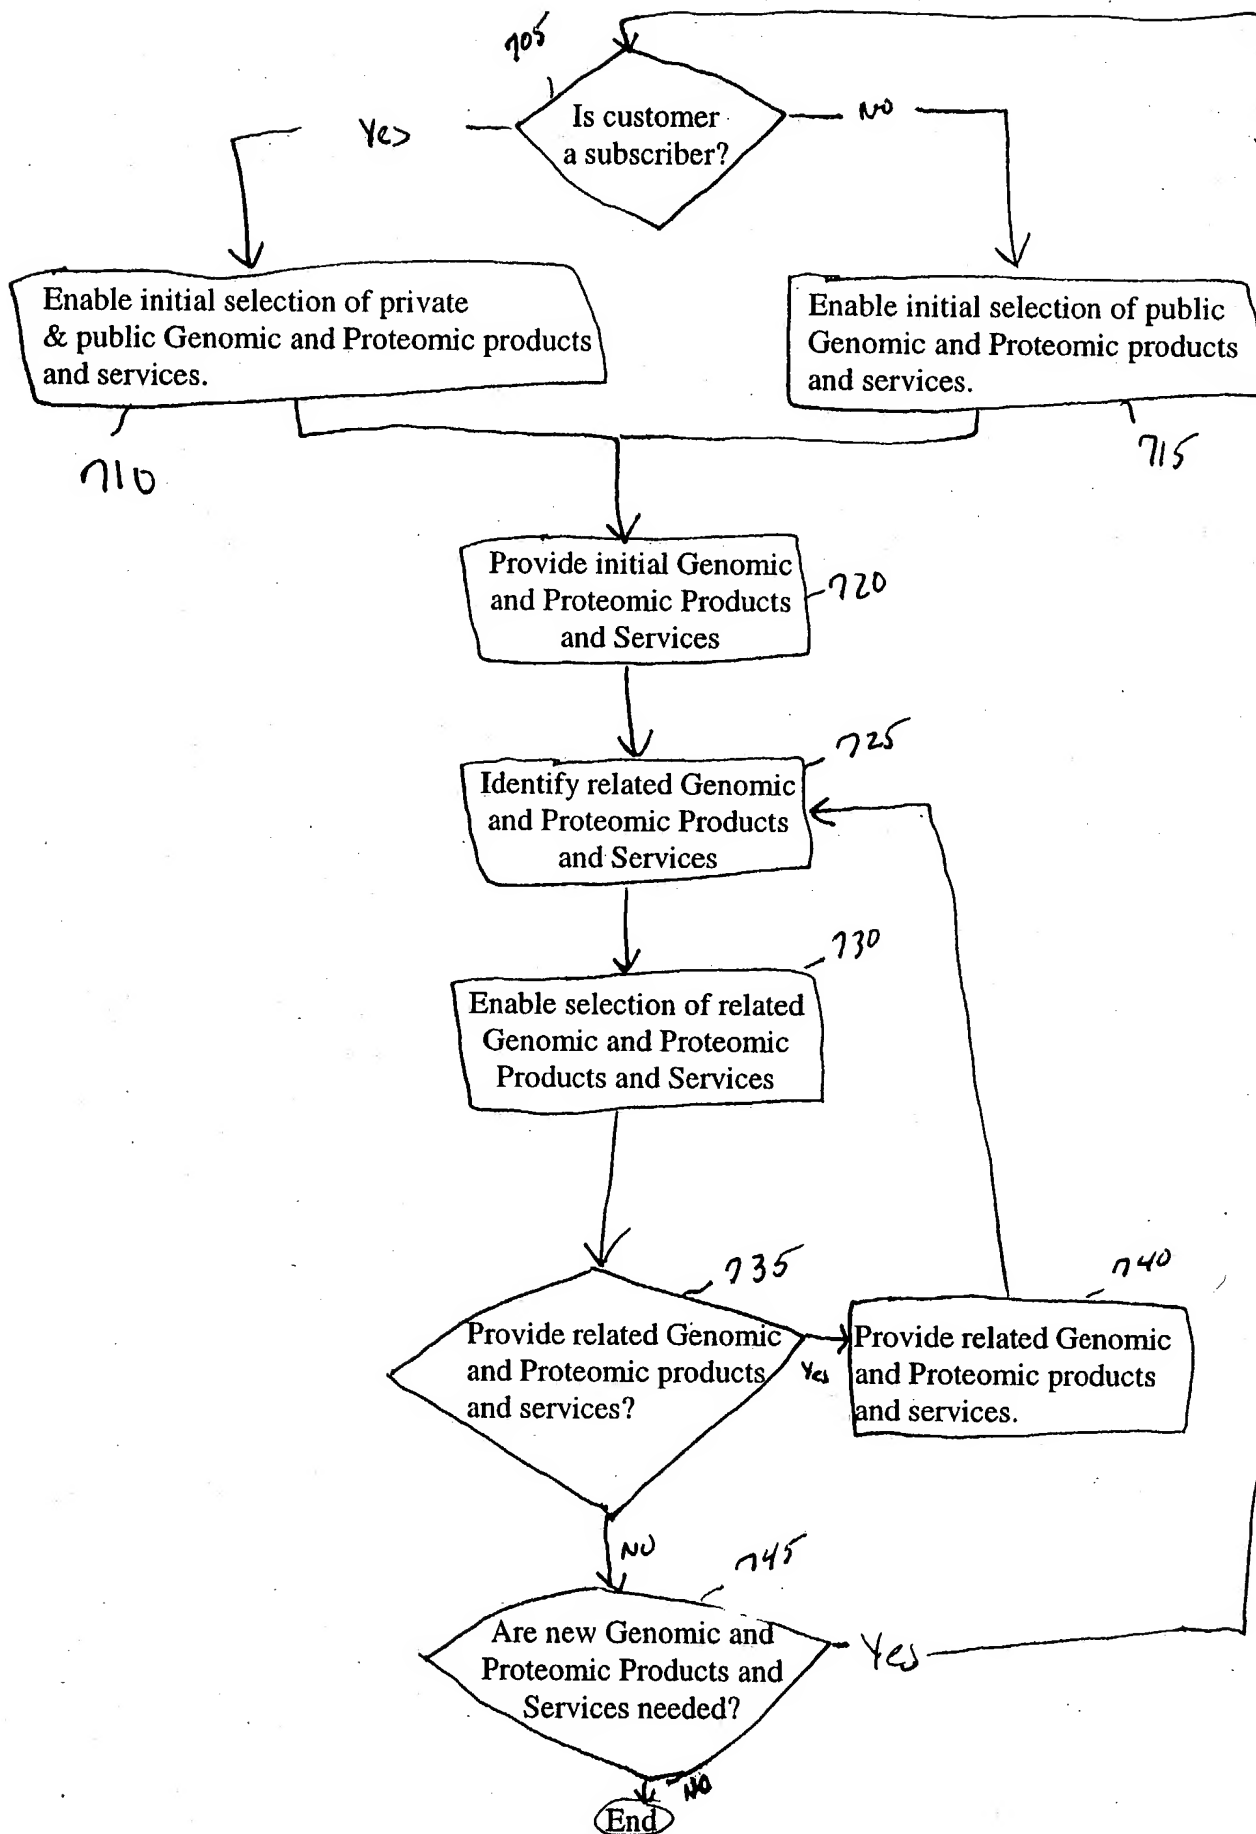 705
Is customer
a subscriber?
Yes
NO
Enable initial selection of private
& public Genomic and Proteomic products
and services.
710
Enable initial selection of public
Genomic and Proteomic products
and services.
715
Provide initial Genomic
and Proteomic Products
and Services
720
725
Identify related Genomic
and Proteomic Products
and Services
730
Enable selection of related
Genomic and Proteomic
Products and Services
735
Provide related Genomic
and Proteomic products
and services?
Yes
740
Provide related Genomic
and Proteomic products
and services.
NO
745
Are new Genomic and
Proteomic Products and
Services needed?
Yes
NO
End